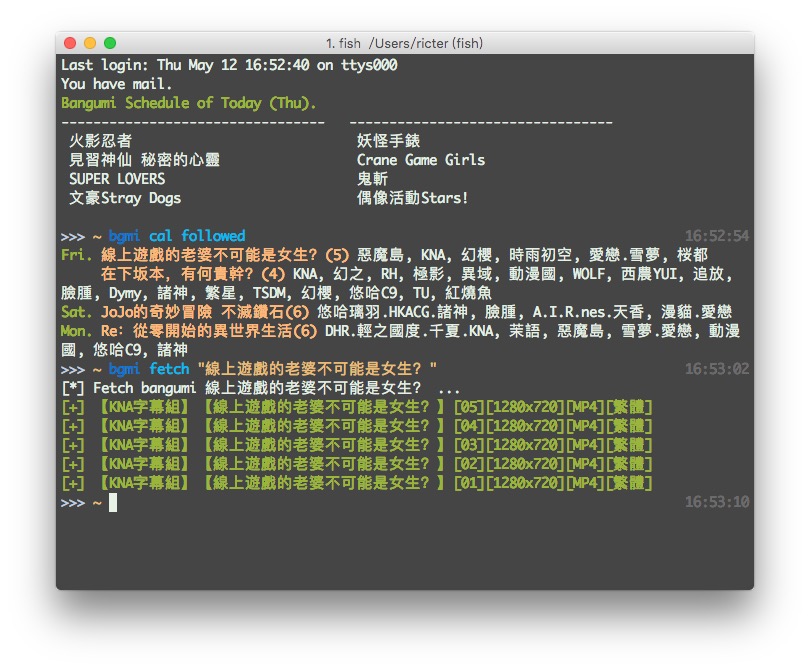 1. fish /Users/ricter (fish)
Last login: Thu May 12 16:52:40 on ttys000
You have mail.
Bangumi Schedule of Today (Thu).
--------------------------------- ---------------------------------
火影忍者 妖怪手錶
見習神仙 秘密的心靈 Crane Game Girls
SUPER LOVERS 鬼斬
文豪Stray Dogs 偶像活動Stars!
>>> ~ bgmi cal followed 16:52:54
Fri. 線上遊戲的老婆不可能是女生? (5) 惡魔島, KNA, 幻櫻, 時雨初空, 愛戀.雪夢, 桜都
在下坂本, 有何貴幹? (4) KNA, 幻之, RH, 極影, 異域, 動漫國, WOLF, 西農YUI, 追放,
臉腫, Dymy, 諸神, 繁星, TSDM, 幻櫻, 悠哈C9, TU, 紅燒魚
Sat. JoJo的奇妙冒險 不滅鑽石(6) 悠哈璃羽.HKACG.諸神, 臉腫, A.I.R.nes.天香, 漫貓.愛戀
Mon. Re: 從零開始的異世界生活(6) DHR.輕之國度.千夏.KNA, 茉語, 惡魔島, 雪夢.愛戀, 動漫
國, 悠哈C9, 諸神
>>> ~ bgmi fetch "線上遊戲的老婆不可能是女生? " 16:53:02
[*] Fetch bangumi 線上遊戲的老婆不可能是女生? ...
[+] 【KNA字幕組】【線上遊戲的老婆不可能是女生? 】[05][1280x720][MP4][繁體]
[+] 【KNA字幕組】【線上遊戲的老婆不可能是女生? 】[04][1280x720][MP4][繁體]
[+] 【KNA字幕組】【線上遊戲的老婆不可能是女生? 】[03][1280x720][MP4][繁體]
[+] 【KNA字幕組】【線上遊戲的老婆不可能是女生? 】[02][1280x720][MP4][繁體]
[+] 【KNA字幕組】【線上遊戲的老婆不可能是女生? 】[01][1280x720][MP4][繁體]
>>> ~ 16:53:10